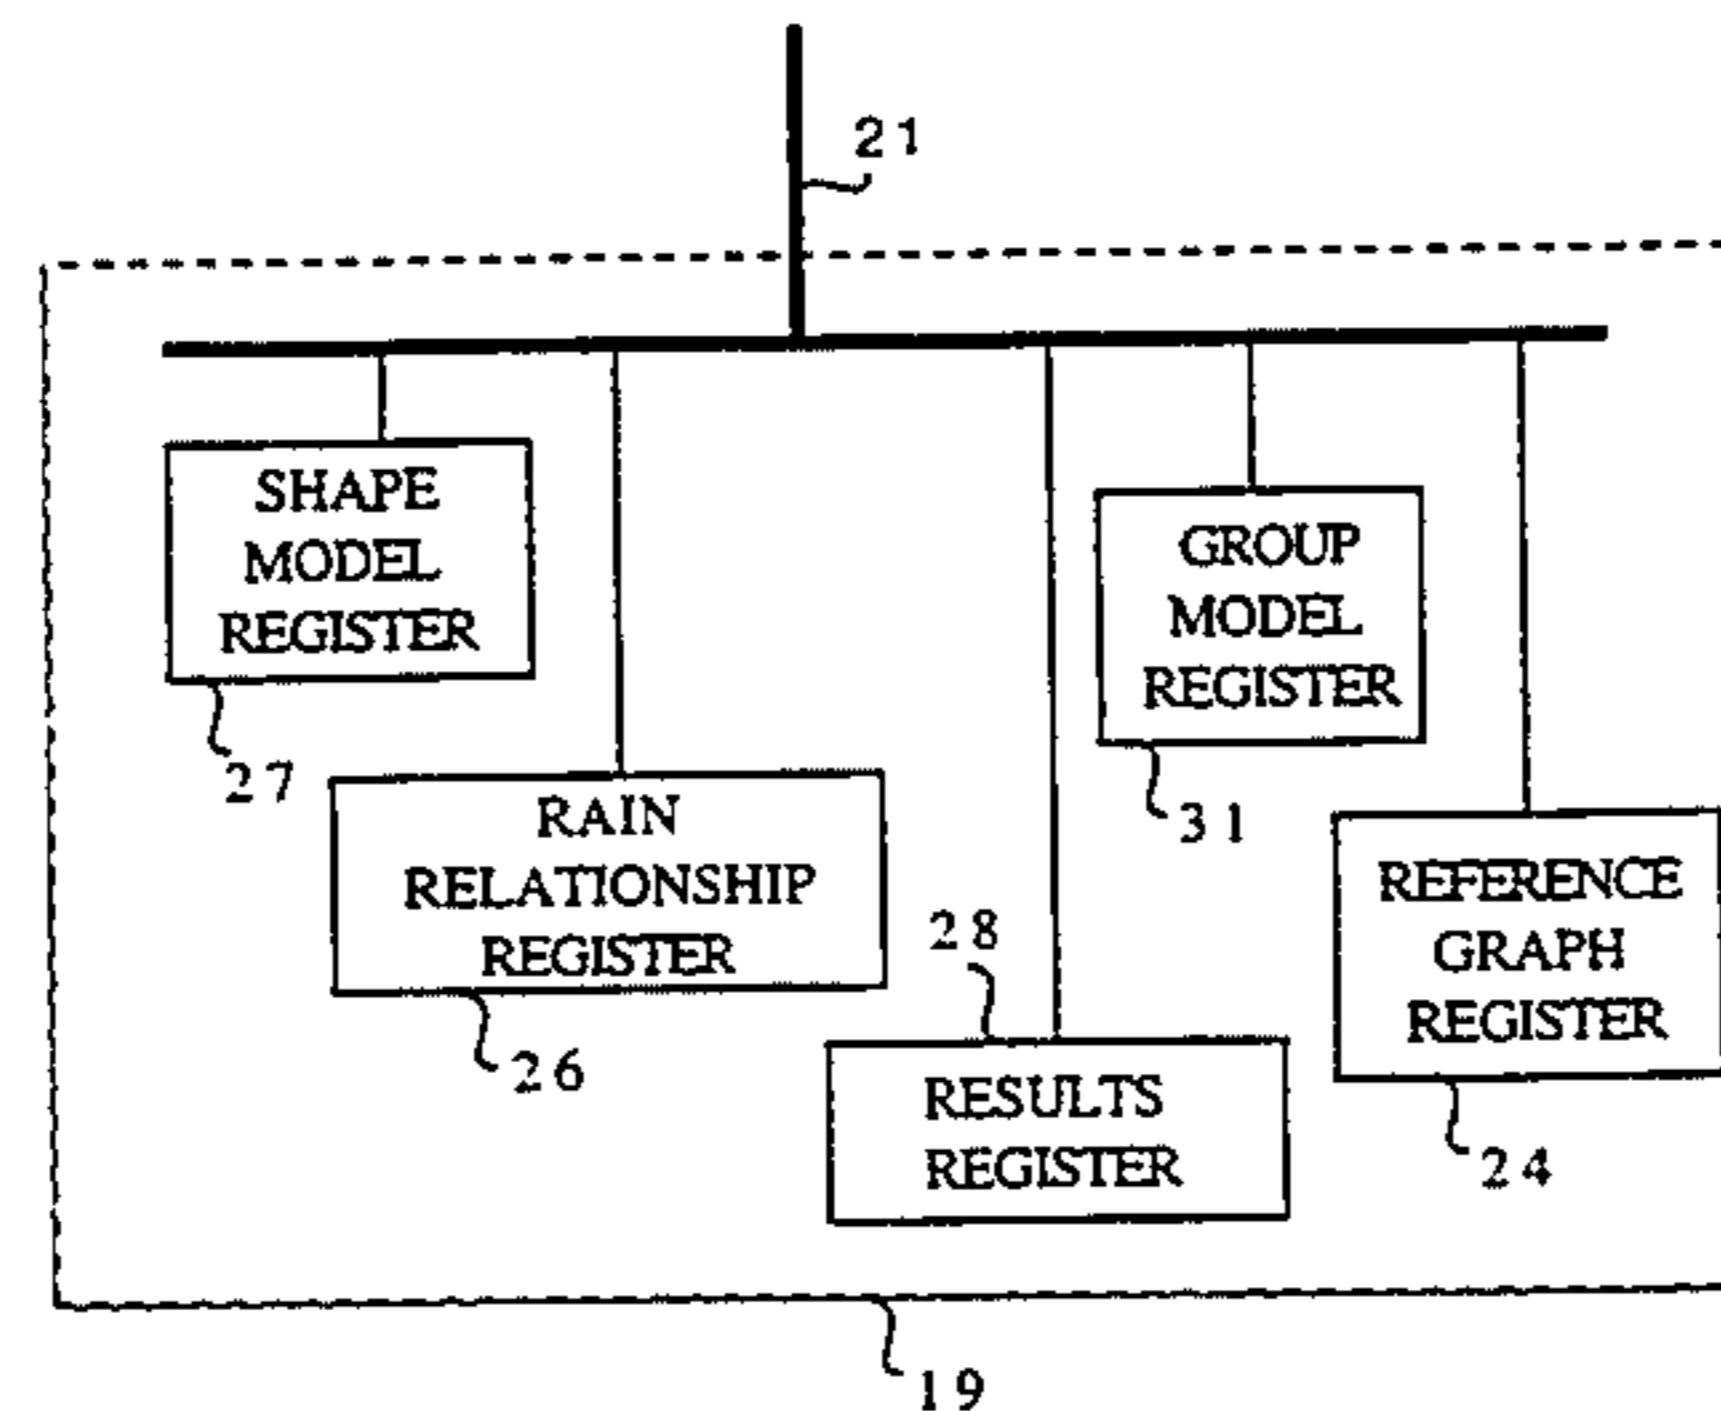 21
SHAPE
MODEL
REGISTER
27
RAIN
RELATIONSHIP
REGISTER
26
28
RESULTS
REGISTER
GROUP
MODEL
REGISTER
31
REFERENCE
GRAPH
REGISTER
24
19